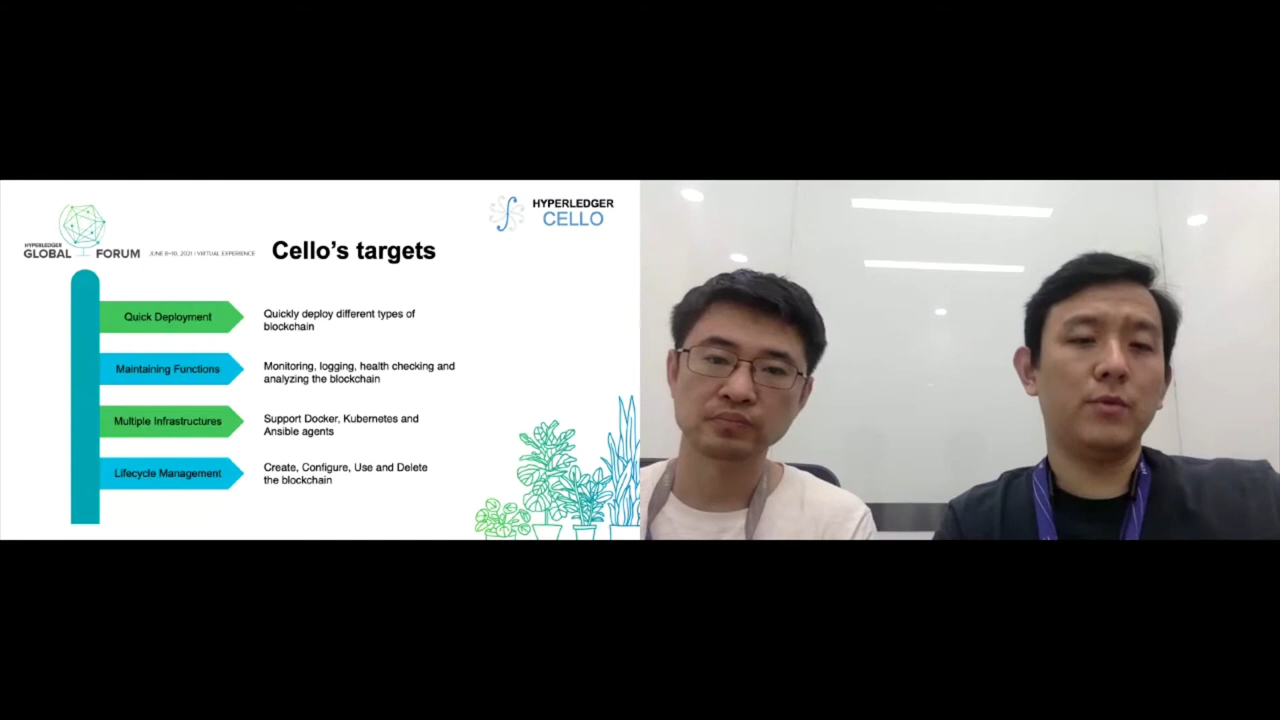 HYPERLEDGER
GLOBAL FORUM
JUNE 8–10, 2021 | VIRTUAL EXPERIENCE
Cello's targets
HYPERLEDGER
CELLO
Quick Deployment
Quickly deploy different types of
blockchain
Maintaining Functions
Monitoring, logging, health checking and
analyzing the blockchain
Multiple Infrastructures
Support Docker, Kubernetes and
Ansible agents
Lifecycle Management
Create, Configure, Use and Delete
the blockchain